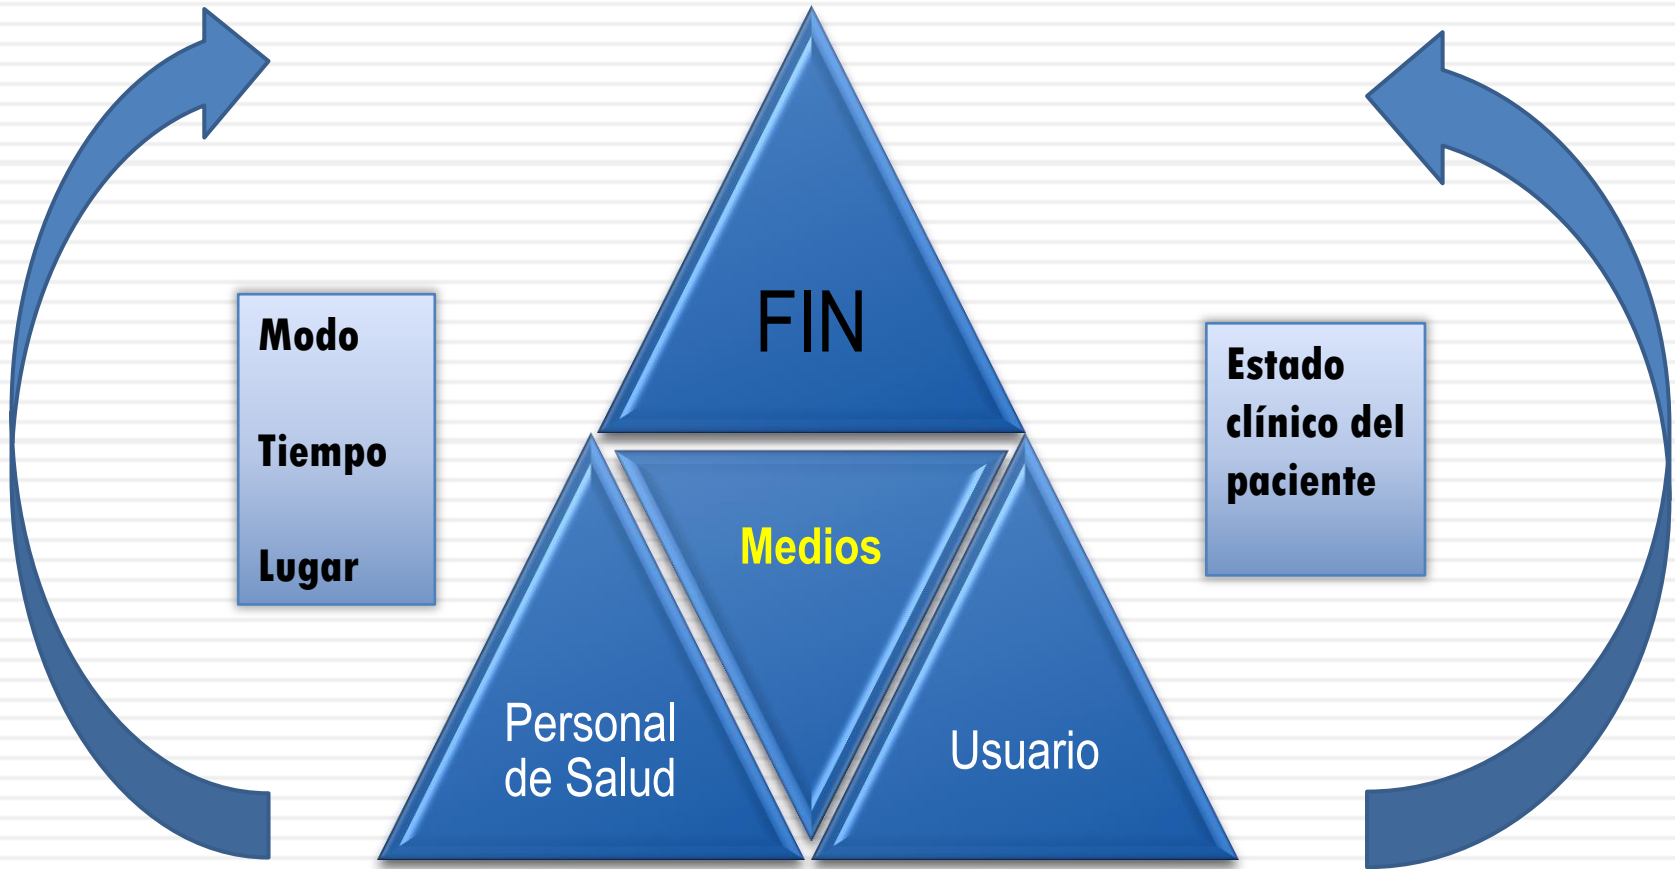 FIN
Modo
Tiempo
Lugar
Estado
clínico del
paciente
Medios
Personal
de Salud
Usuario